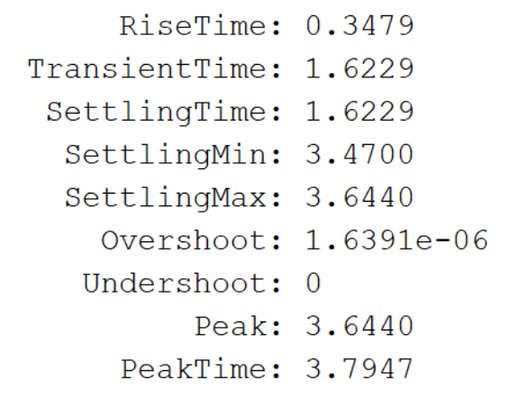 RiseTime: 0.3479
TransientTime: 1.6229
SettlingTime: 1.6229
SettlingMin: 3.4700
SettlingMax: 3.6440
Overshoot: 1.6391e-06
Undershoot: 0
Peak: 3.6440
PeakTime: 3.7947